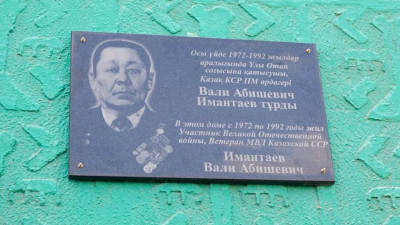 Осы үйде 1972-1992 жылдар
аралығында Ұлы Отан
соғысына қатысушы,
Қазақ КСР ІІМ ардагері
Вали Абишевич
Имантаев тұрды
В этом доме с 1972 по 1992 годы жил
Участник Великой Отечественной
войны, Ветеран МВД Казахской ССР
Имантаев
Вали Абишевич